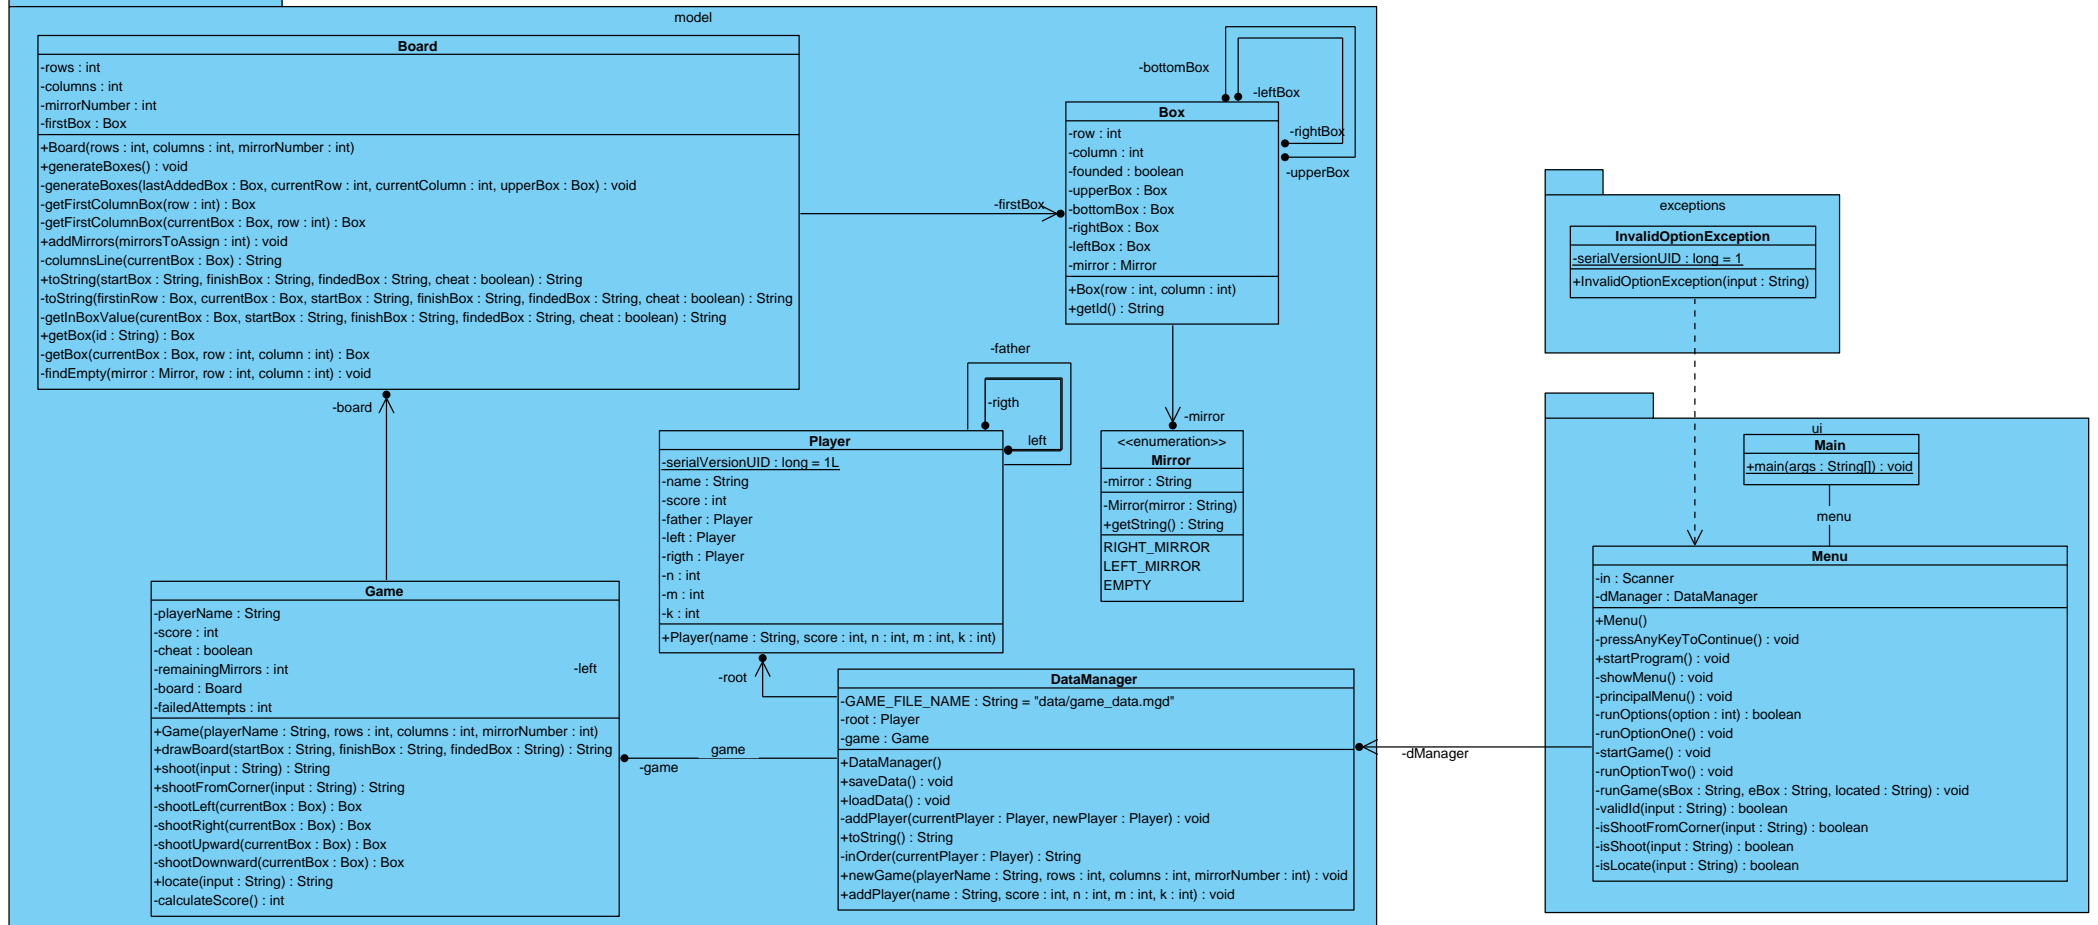 model
Board
-rows : int
-columns : int
-mirrorNumber : int
-firstBox : Box
+Board(rows : int, columns : int, mirrorNumber : int)
+generateBoxes() : void
-generateBoxes(lastAddedBox : Box, currentRow : int, currentColumn : int, upperBox : Box) : void
-getFirstColumnBox(row : int) : Box
-getFirstColumnBox(currentBox : Box, row : int) : Box
+addMirrors(mirrorsToAssign : int) : void
-columnsLine(currentBox : Box) : String
+toString(startBox : String, finishBox : String, findedBox : String, cheat : boolean) : String
-toString(firstinRow : Box, currentBox : Box, startBox : String, finishBox : String, findedBox : String, cheat : boolean) : String
-getInBoxValue(curentBox : Box, startBox : String, finishBox : String, findedBox : String, cheat : boolean) : String
+getBox(id : String) : Box
-getBox(currentBox : Box, row : int, column : int) : Box
-findEmpty(mirror : Mirror, row : int, column : int) : void
-firstBox
-bottomBox
-leftBox
-rightBox
-upperBox
Box
-row : int
-column : int
-founded : boolean
-upperBox : Box
-bottomBox : Box
-rightBox : Box
-leftBox : Box
-mirror : Mirror
+Box(row : int, column : int)
+getId() : String
-mirror
<<enumeration>>
Mirror
-mirror : String
-Mirror(mirror : String)
+getString() : String
RIGHT_MIRROR
LEFT_MIRROR
EMPTY
-father
-rigth
left
Player
-serialVersionUID : long = 1L
-name : String
-score : int
-father : Player
-left : Player
-rigth : Player
-n : int
-m : int
-k : int
+Player(name : String, score : int, n : int, m : int, k : int)
-board
Game
-playerName : String
-score : int
-cheat : boolean
-remainingMirrors : int
-board : Board
-failedAttempts : int
+Game(playerName : String, rows : int, columns : int, mirrorNumber : int)
+drawBoard(startBox : String, finishBox : String, findedBox : String) : String
+shoot(input : String) : String
+shootFromCorner(input : String) : String
-shootLeft(currentBox : Box) : Box
-shootRight(currentBox : Box) : Box
-shootUpward(currentBox : Box) : Box
-shootDownward(currentBox : Box) : Box
+locate(input : String) : String
-calculateScore() : int
-left
-root
game
-game
DataManager
-GAME_FILE_NAME : String = "data/game_data.mgd"
-root : Player
-game : Game
+DataManager()
+saveData() : void
+loadData() : void
-addPlayer(currentPlayer : Player, newPlayer : Player) : void
+toString() : String
-inOrder(currentPlayer : Player) : String
+newGame(playerName : String, rows : int, columns : int, mirrorNumber : int) : void
+addPlayer(name : String, score : int, n : int, m : int, k : int) : void
-dManager
exceptions
InvalidOptionException
-serialVersionUID : long = 1
+InvalidOptionException(input : String)
ui
Main
+main(args : String[]) : void
menu
Menu
-in : Scanner
-dManager : DataManager
+Menu()
-pressAnyKeyToContinue() : void
+startProgram() : void
-showMenu() : void
-principalMenu() : void
-runOptions(option : int) : boolean
-runOptionOne() : void
-startGame() : void
-runOptionTwo() : void
-runGame(sBox : String, eBox : String, located : String) : void
-validId(input : String) : boolean
-isShootFromCorner(input : String) : boolean
-isShoot(input : String) : boolean
-isLocate(input : String) : boolean